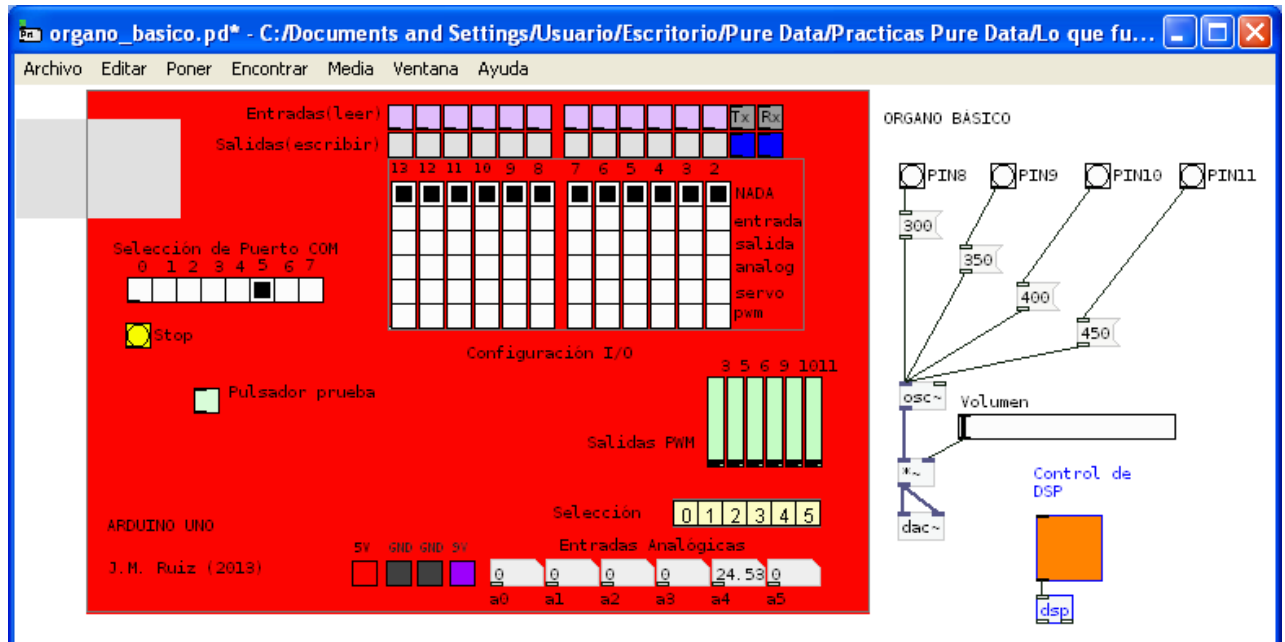 organo_basico.pd* - C:/Documents and Settings/Usuario/Escritorio/Pure Data/Practicas Pure Data/Lo que fu...
Archivo Editar Poner Encontrar Media Ventana Ayuda
Entradas(leer) Tx Rx
Salidas(escribir)
13 12 11 10 9 8 7 6 5 4 3 2
NADA
entrada
salida
analog
servo
pwm
Selección de Puerto COM
0 1 2 3 4 5 6 7
Stop
Configuración I/O
Pulsador prueba
3 5 6 9 1011
Salidas PWM
Selección 0 1 2 3 4 5
ARDUINO UNO
J.M. Ruiz (2013)
5V GND GND 9V
Entradas Analógicas
0 0 0 0 24.53 0
a0 a1 a2 a3 a4 a5
ORGANO BÁSICO
PIN8 PIN9 PIN10 PIN11
300
350
400
450
osc~
Volumen
*~
dac~
Control de
DSP
dsp